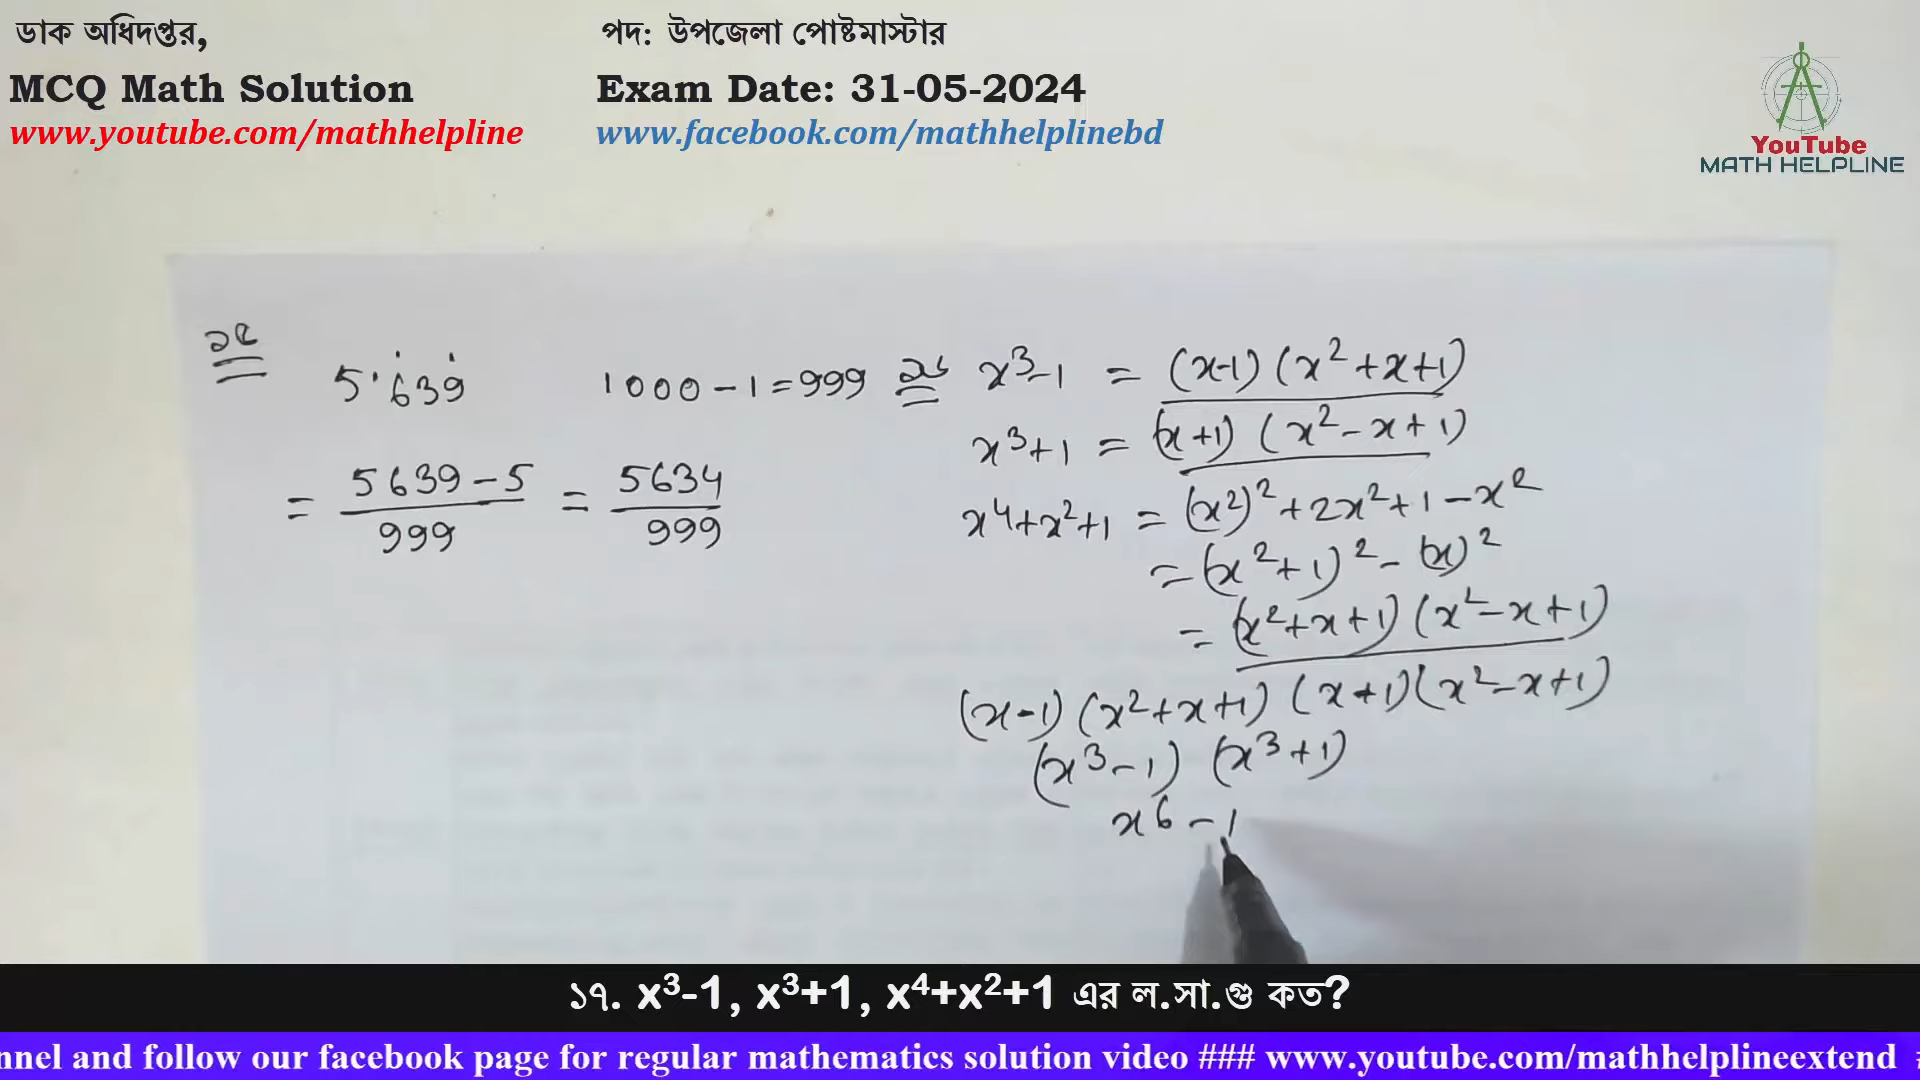 ডাক অধিদপ্তর,
পদ: উপজেলা পোষ্টমাস্টার
MCQ Math Solution
Exam Date: 31-05-2024
www.youtube.com/mathhelpline
www.facebook.com/mathhelplinebd
YouTube
MATH HELPLINE
5.6̇39̇
1000-1=999
= 5639-5/999 = 5634/999
x³-1 = (x-1)(x²+x+1)
x³+1 = (x+1)(x²-x+1)
x⁴+x²+1 = (x²)²+2x²+1-x²
= (x²+1)²-(x)²
= (x²+x+1)(x²-x+1)
(x-1)(x²+x+1)(x+1)(x²-x+1)
(x³-1)(x³+1)
x⁶-1
১৭. x³-1, x³+1, x⁴+x²+1 এর ল.সা.গু কত?
nnel and follow our facebook page for regular mathematics solution video ### www.youtube.com/mathhelplineextend